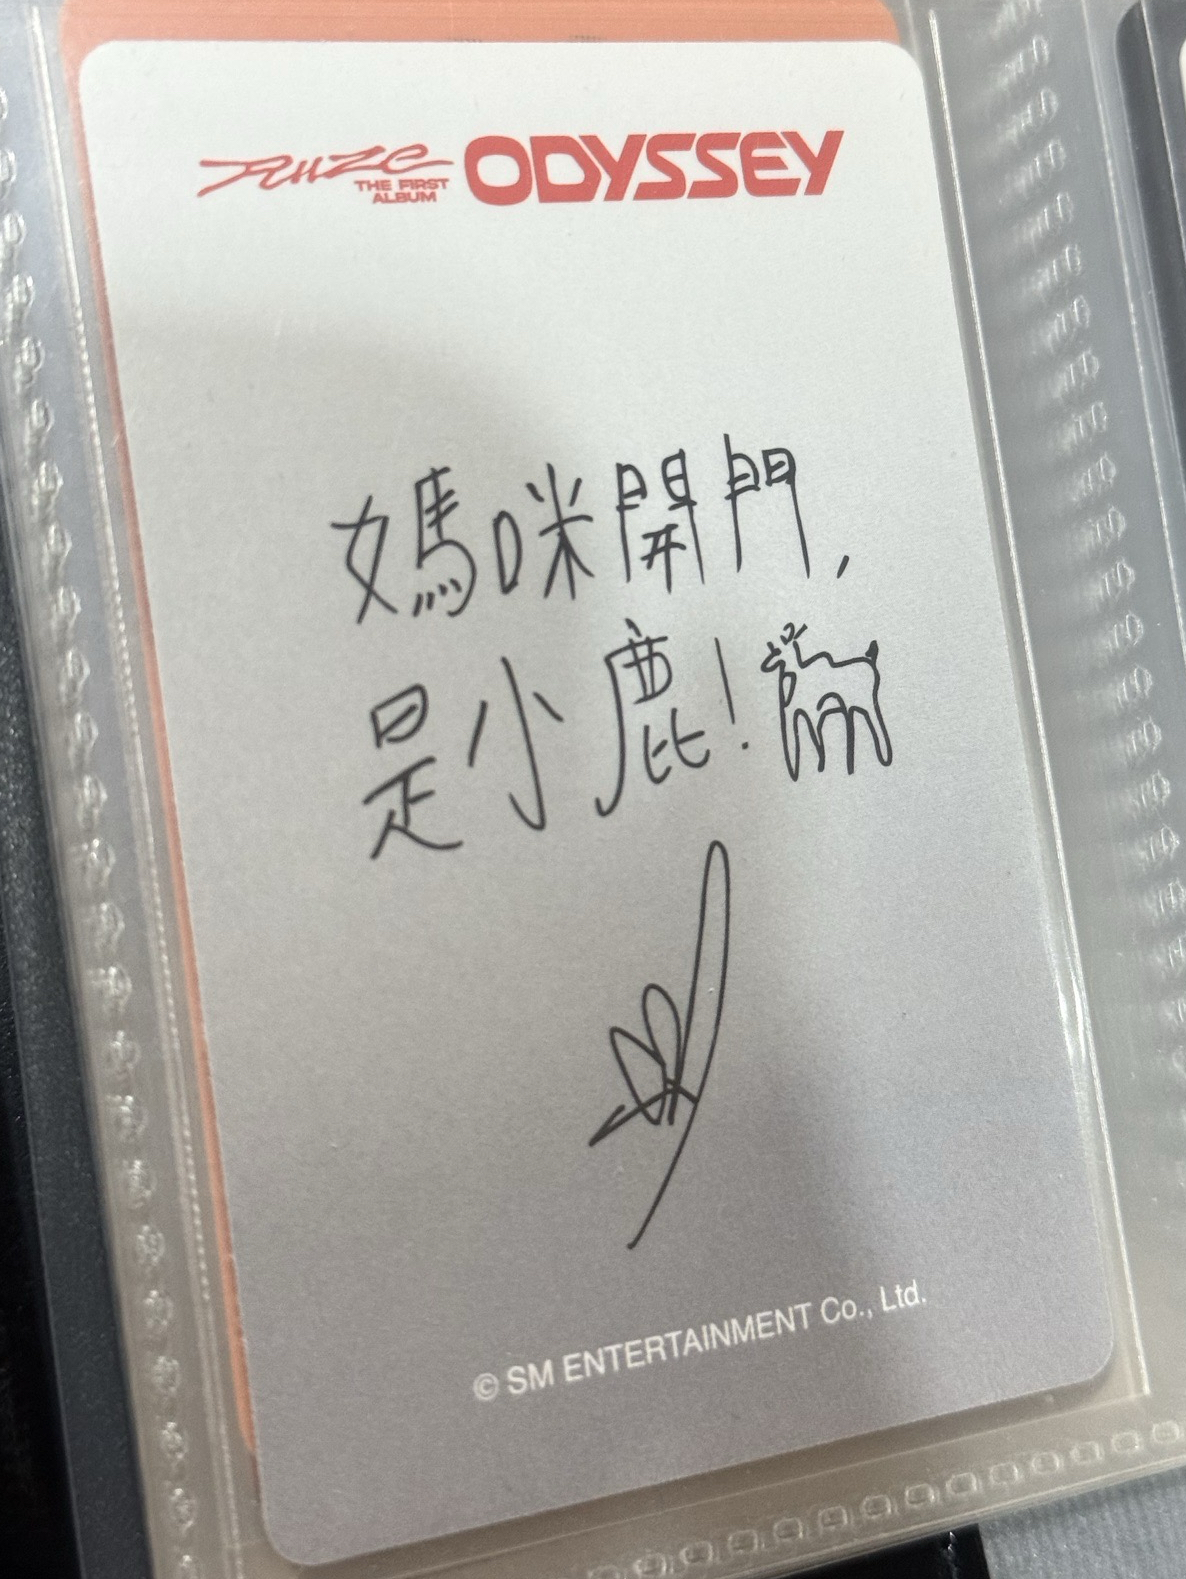 RIIZE THE FIRST ALBUM ODYSSEY
媽咪開門,
是小鹿!
© SM ENTERTAINMENT Co., Ltd.